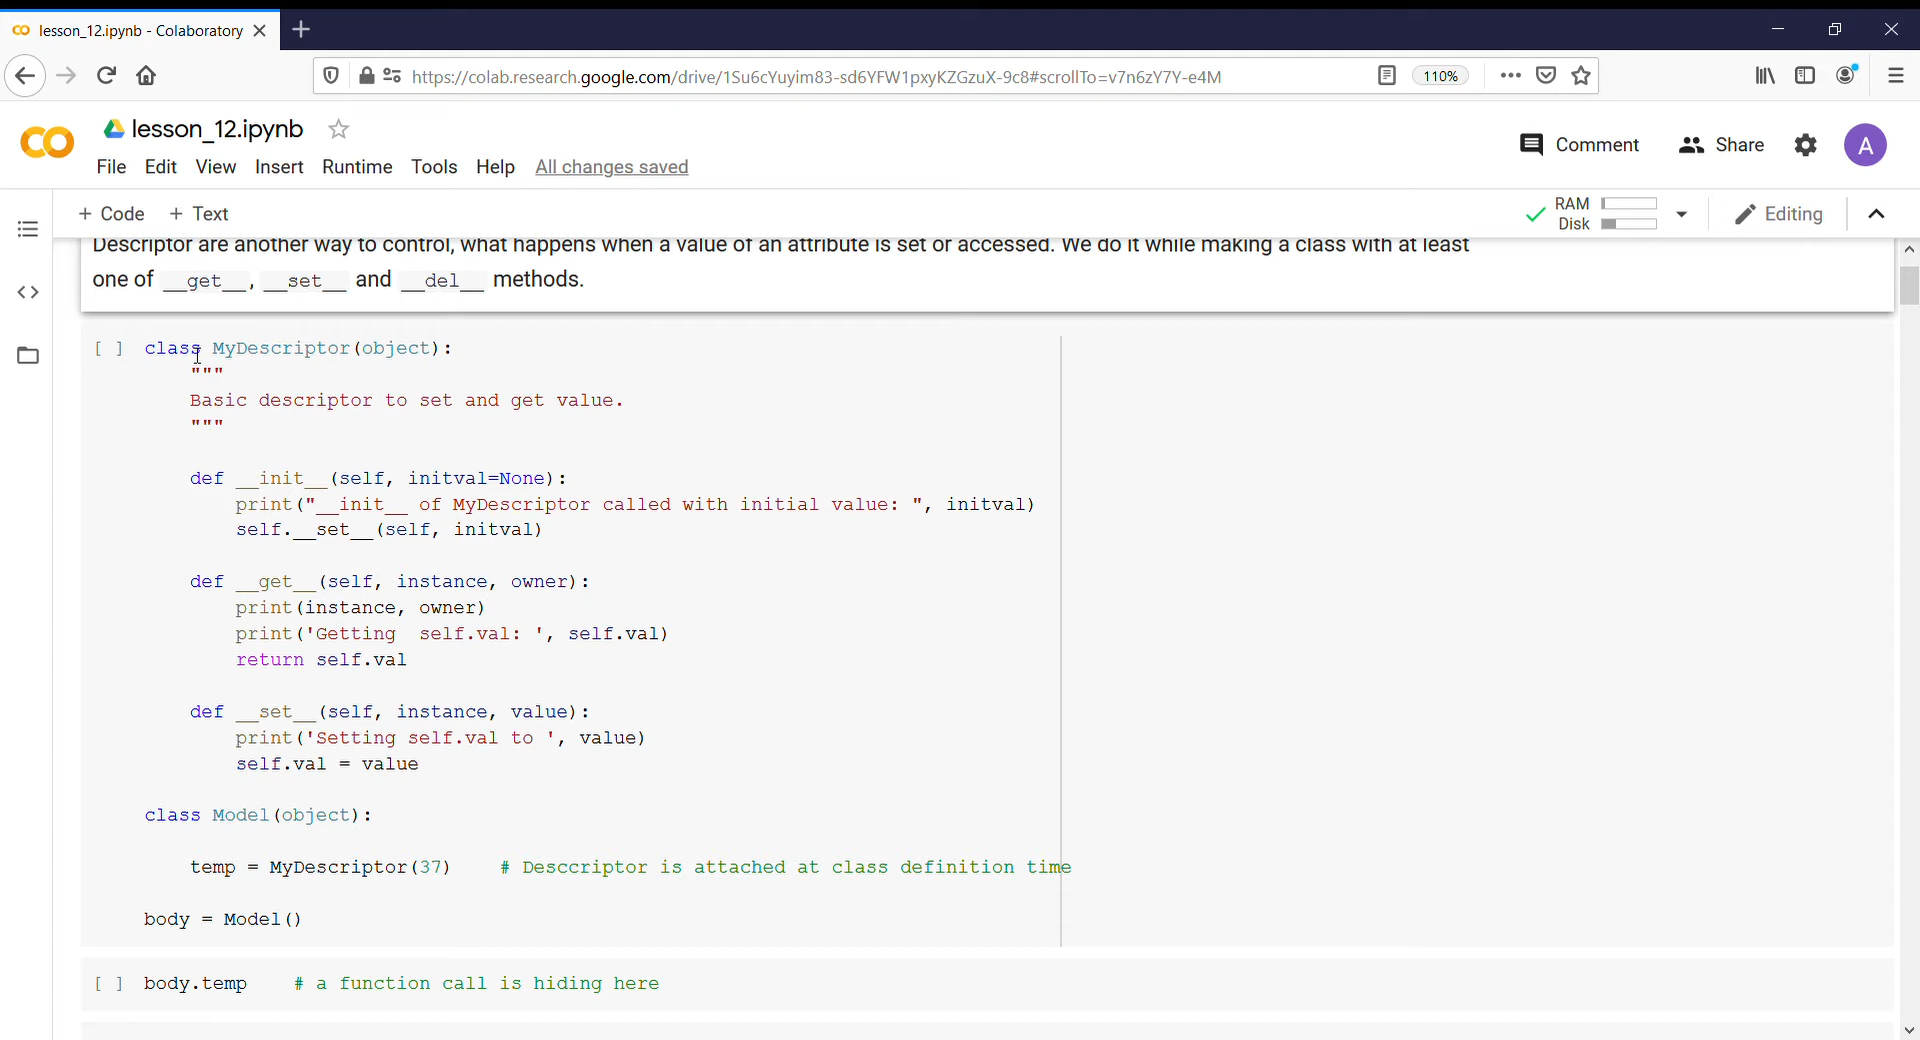 lesson_12.ipynb - Colaboratory
https://colab.research.google.com/drive/1Su6cYuyim83-sd6YFW1pxyKZGzuX-9c8#scrollTo=v7n6zY7Y-e4M
110%
lesson_12.ipynb
File Edit View Insert Runtime Tools Help All changes saved
Comment
Share
A
+ Code + Text
RAM
Disk
Editing
Descriptor are another way to control, what happens when a value of an attribute is set or accessed. We do it while making a class with at least
one of __get__, __set__ and __del__ methods.
[ ] class MyDescriptor(object):
"""
Basic descriptor to set and get value.
"""
def __init__(self, initval=None):
print("__init__ of MyDescriptor called with initial value: ", initval)
self.__set__(self, initval)
def __get__(self, instance, owner):
print(instance, owner)
print('Getting  self.val: ', self.val)
return self.val
def __set__(self, instance, value):
print('Setting self.val to ', value)
self.val = value
class Model(object):
temp = MyDescriptor(37)    # Desccriptor is attached at class definition time
body = Model()
[ ] body.temp    # a function call is hiding here